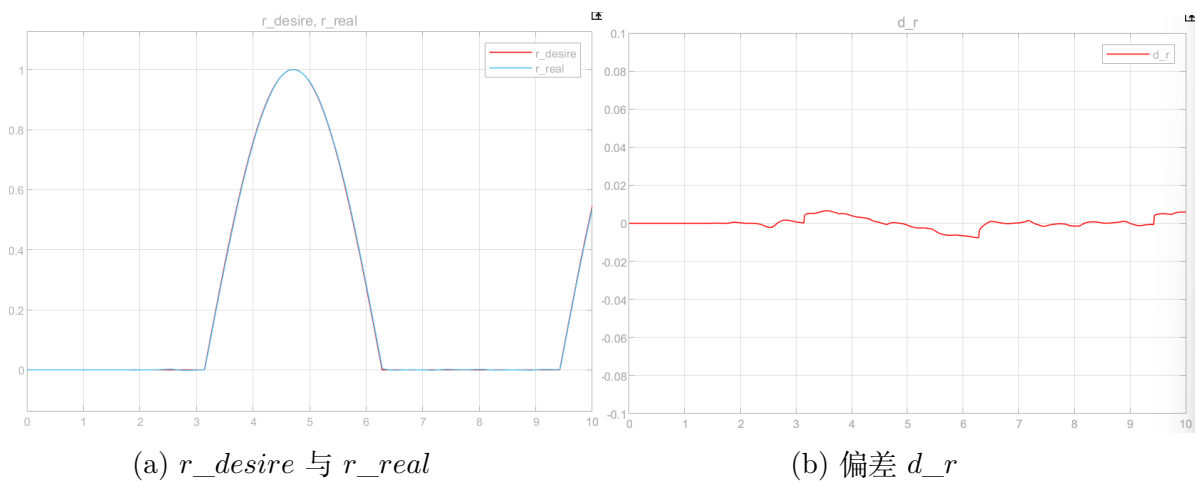 r_desire, r_real
r_desire
r_real
1
0.8
0.6
0.4
0.2
0
0 1 2 3 4 5 6 7 8 9 10
(a) r_desire 与 r_real
d_r
d_r
0.1
0.08
0.06
0.04
0.02
0
-0.02
-0.04
-0.06
-0.08
-0.1
0 1 2 3 4 5 6 7 8 9 10
(b) 偏差 d_r